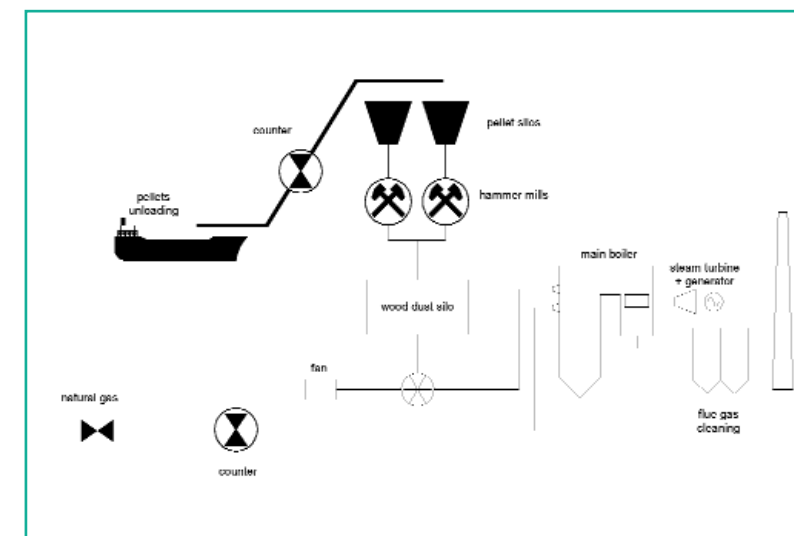 counter
pellet silos
pellets
unloading
hammer mills
main boiler
steam turbine
+ generator
wood dust silo
fan
natural gas
flue gas
cleaning
counter